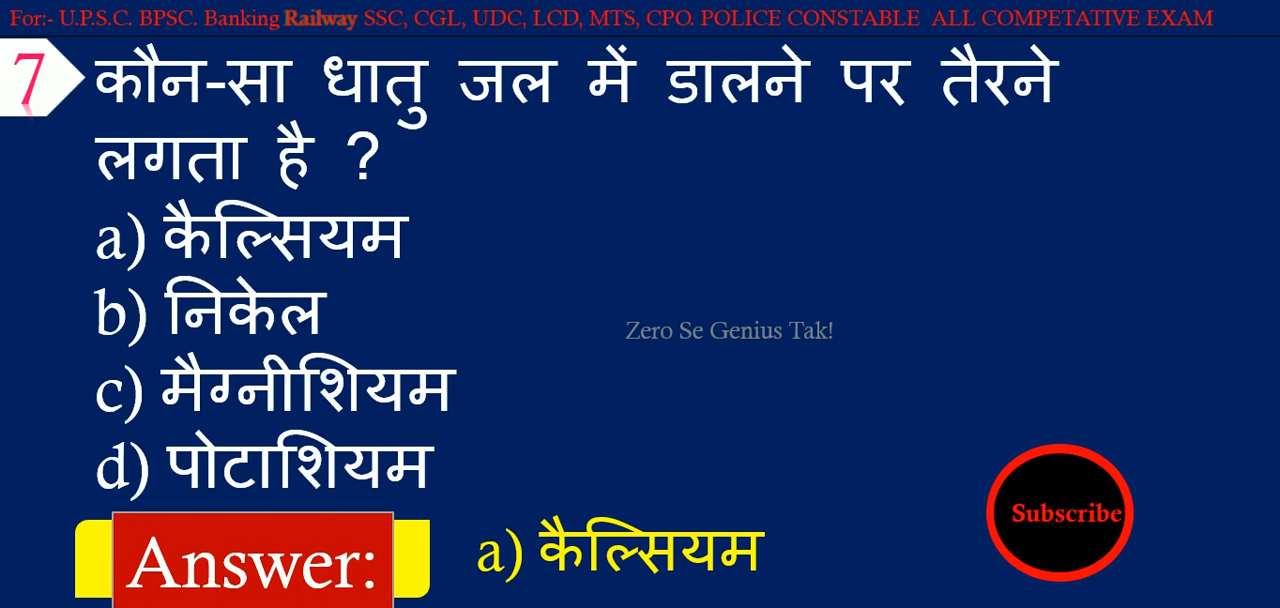 For:- U.P.S.C. BPSC. Banking Railway SSC, CGL, UDC, LCD, MTS, CPO. POLICE CONSTABLE ALL COMPETATIVE EXAM
7 कौन-सा धातु जल में डालने पर तैरने
लगता है ?
a) कैल्सियम
b) निकेल
Zero Se Genius Tak!
c) मैग्नीशियम
d) पोटाशियम
Subscribe
Answer: a) कैल्सियम